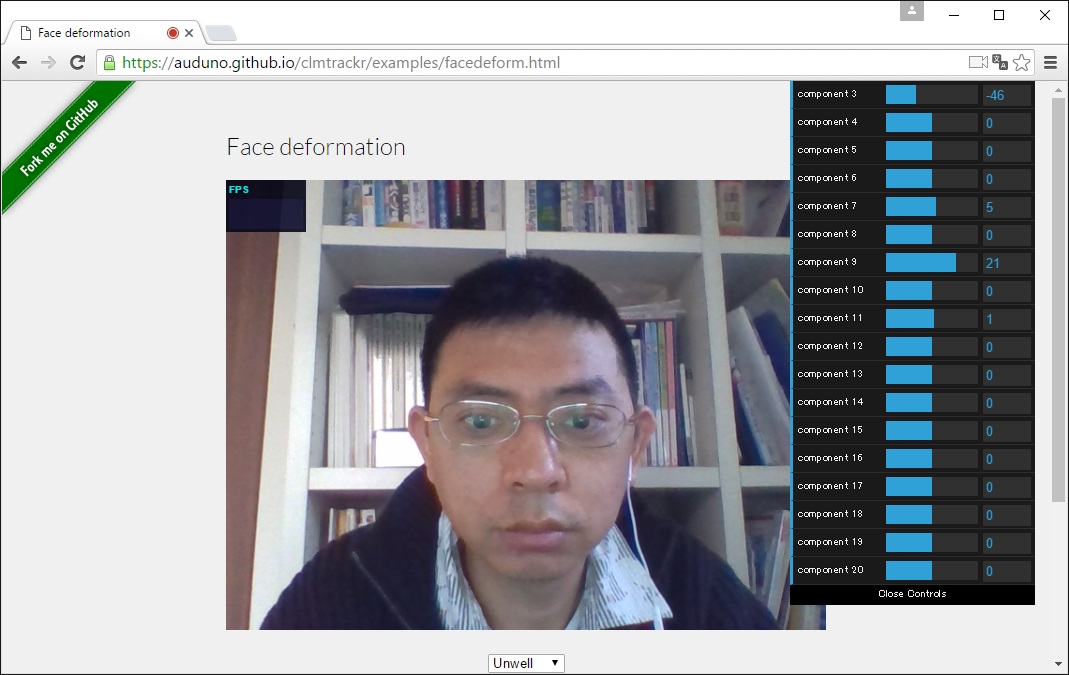 Face deformation
https://auduno.github.io/clmtrackr/examples/facedeform.html
Fork me on GitHub
Face deformation
FPS
component 3 -46
component 4 0
component 5 0
component 6 0
component 7 5
component 8 0
component 9 21
component 10 0
component 11 1
component 12 0
component 13 0
component 14 0
component 15 0
component 16 0
component 17 0
component 18 0
component 19 0
component 20 0
Close Controls
Unwell